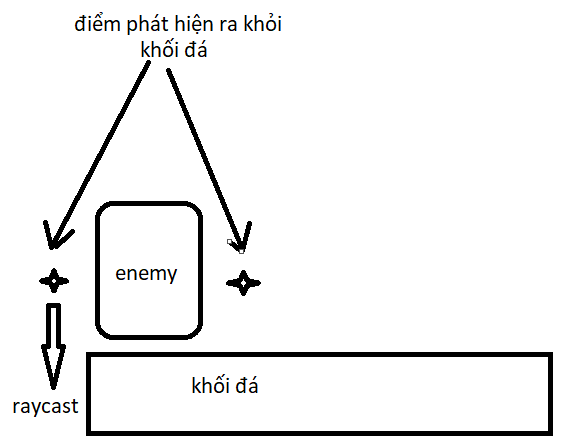 điểm phát hiện ra khỏi
khối đá
enemy
khối đá
raycast